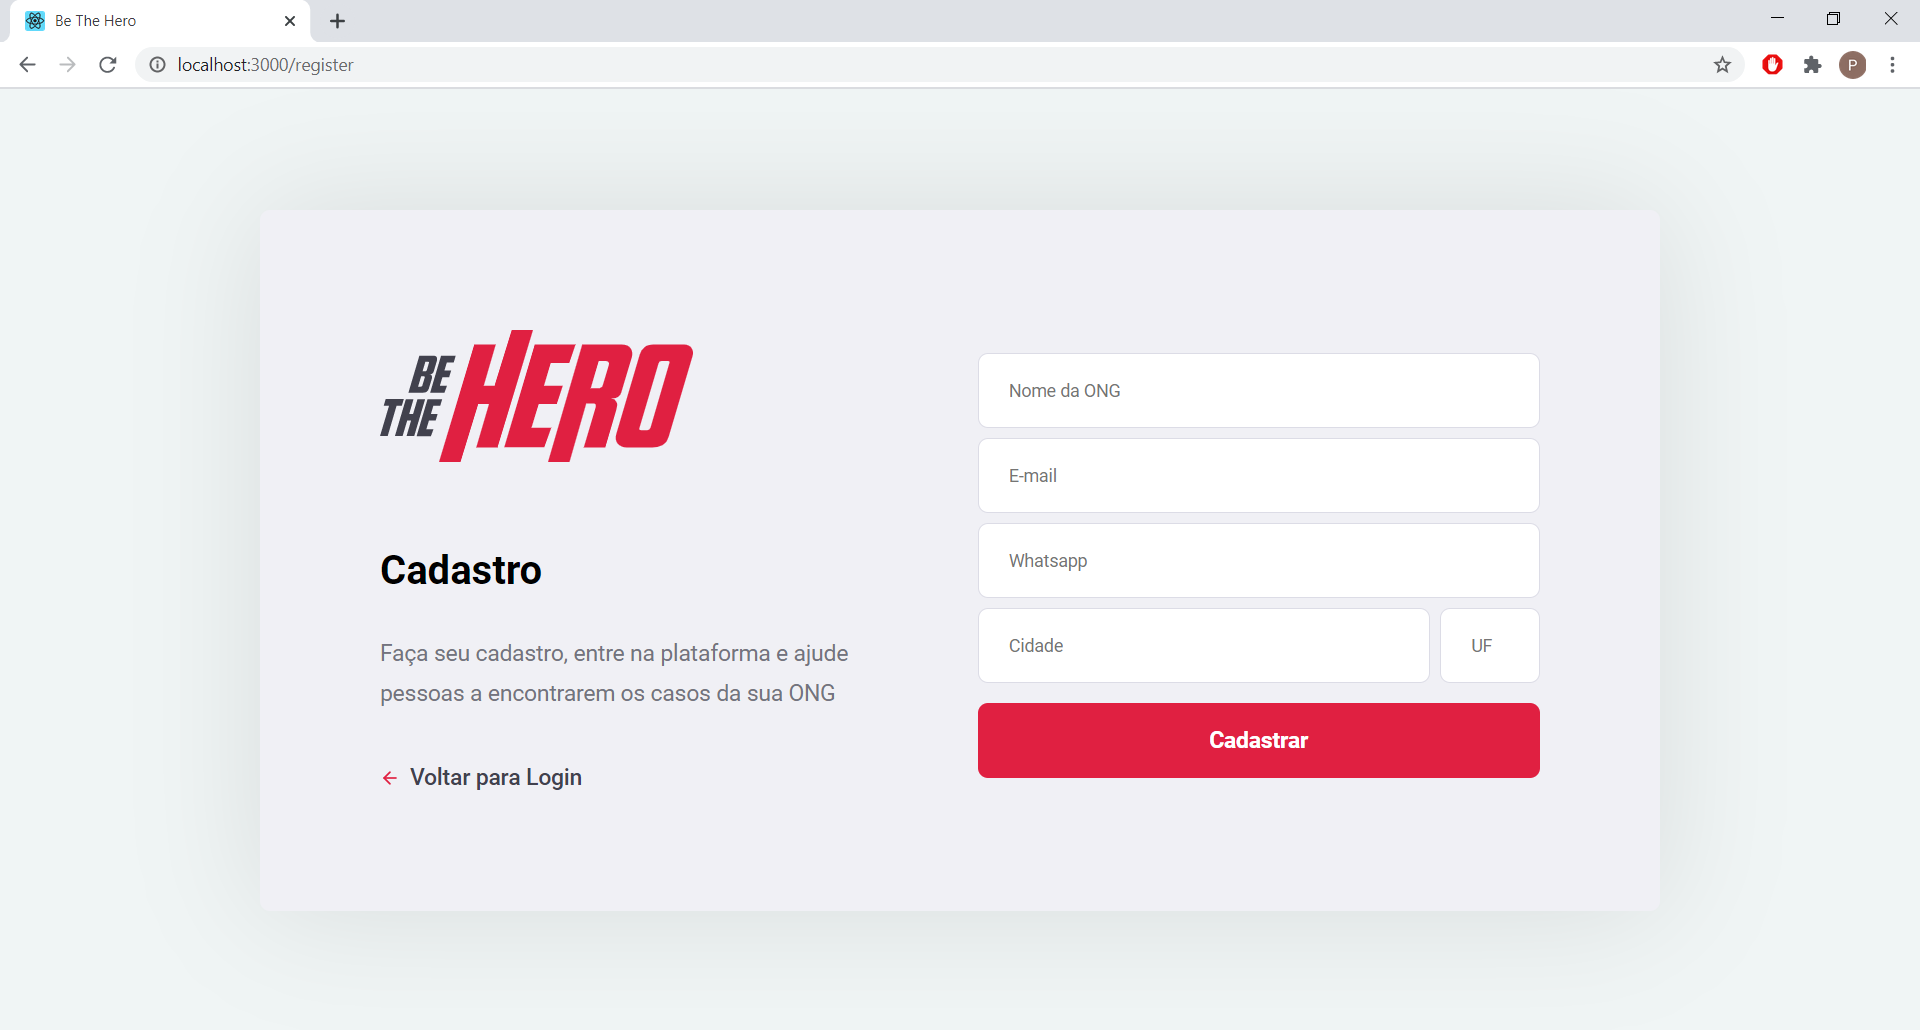 Be The Hero
localhost:3000/register
P
BE
THE
HERO
Cadastro
Faça seu cadastro, entre na plataforma e ajude
pessoas a encontrarem os casos da sua ONG
Voltar para Login
Nome da ONG
E-mail
Whatsapp
Cidade
UF
Cadastrar